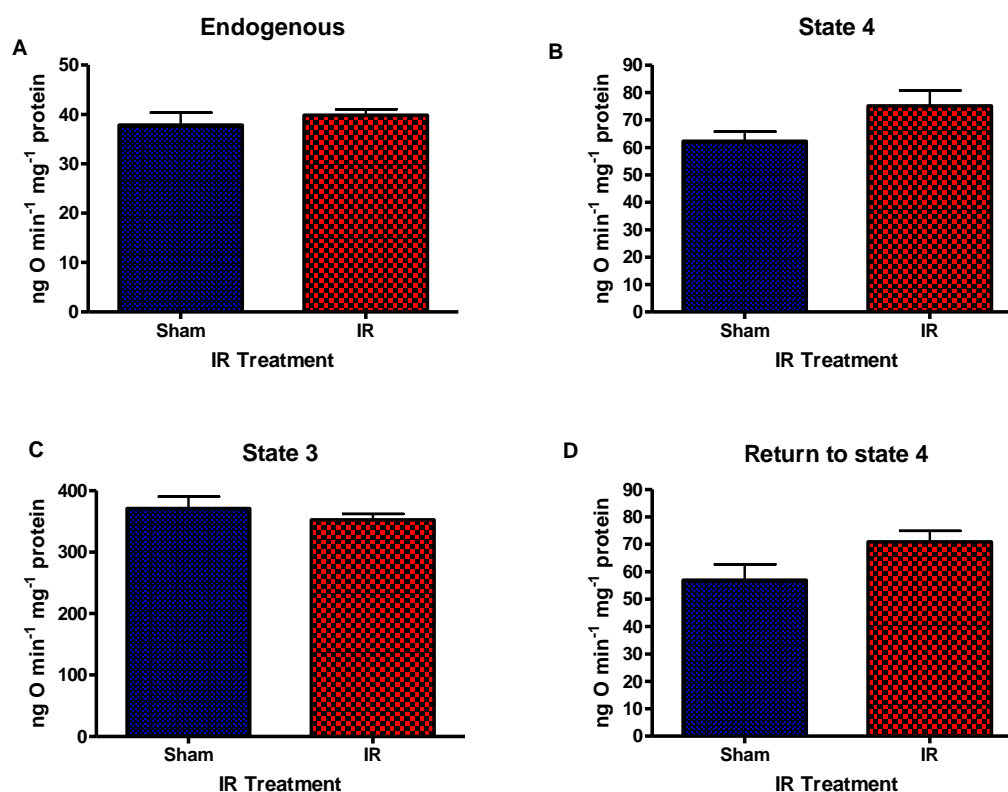 A
Endogenous
ng O min⁻¹ mg⁻¹ protein
50
40
30
20
10
0
Sham IR
IR Treatment
B
State 4
ng O min⁻¹ mg⁻¹ protein
90
80
70
60
50
40
30
20
10
0
Sham IR
IR Treatment
C
State 3
ng O min⁻¹ mg⁻¹ protein
400
300
200
100
0
Sham IR
IR Treatment
D
Return to state 4
ng O min⁻¹ mg⁻¹ protein
90
80
70
60
50
40
30
20
10
0
Sham IR
IR Treatment